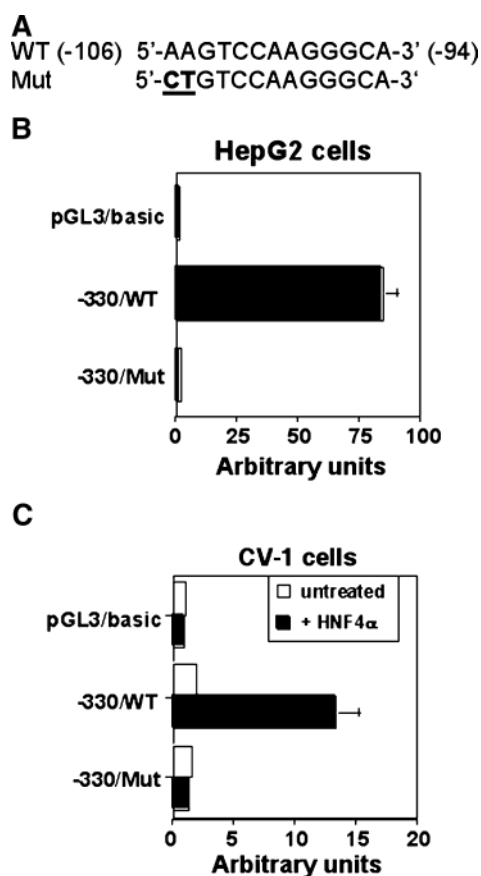 A
WT (-106) 5'-AAGTCCAAGGGCA-3' (-94)
Mut 5'-CTGTCCAAGGGCA-3'
B
HepG2 cells
pGL3/basic
-330/WT
-330/Mut
0 25 50 75 100
Arbitrary units
C
CV-1 cells
untreated
+ HNF4α
pGL3/basic
-330/WT
-330/Mut
0 5 10 15 20
Arbitrary units